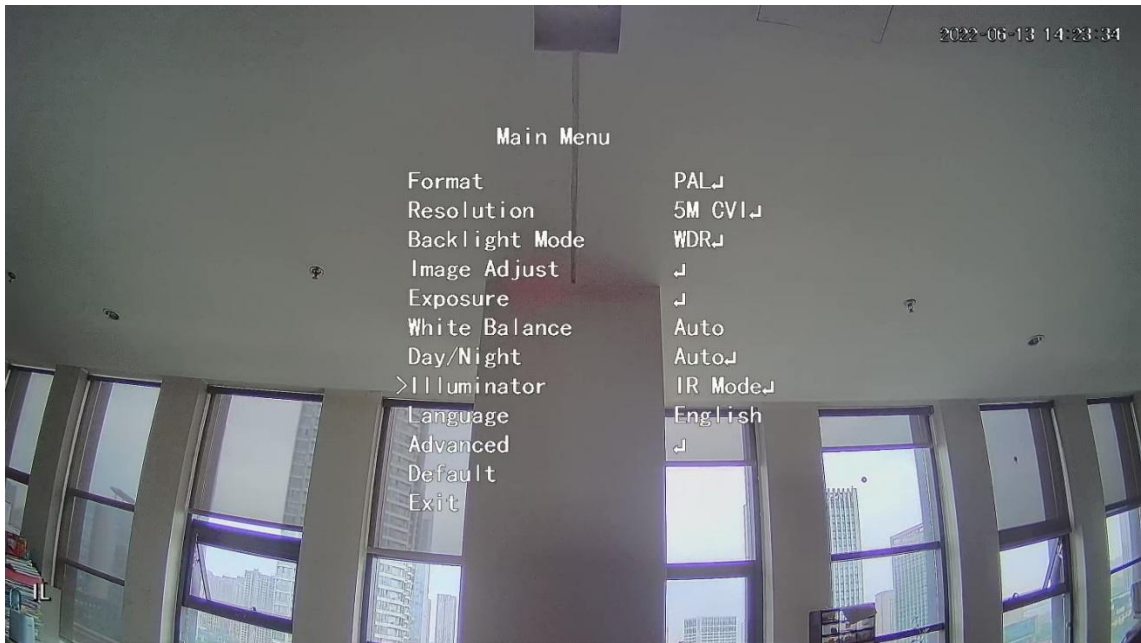 2022-06-13 14:23:34
Main Menu
Format PAL↲
Resolution 5M CVI↲
Backlight Mode WDR↲
Image Adjust ↲
Exposure ↲
White Balance Auto
Day/Night Auto↲
>Illuminator IR Mode↲
Language English
Advanced ↲
Default
Exit
IL